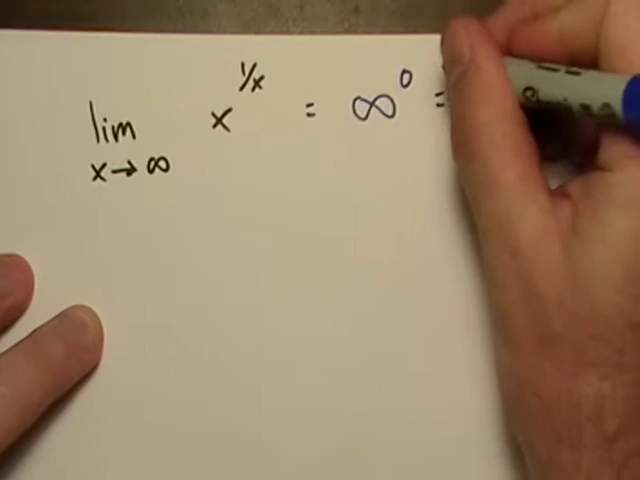 lim x^(1/x) = ∞^0 =
x → ∞